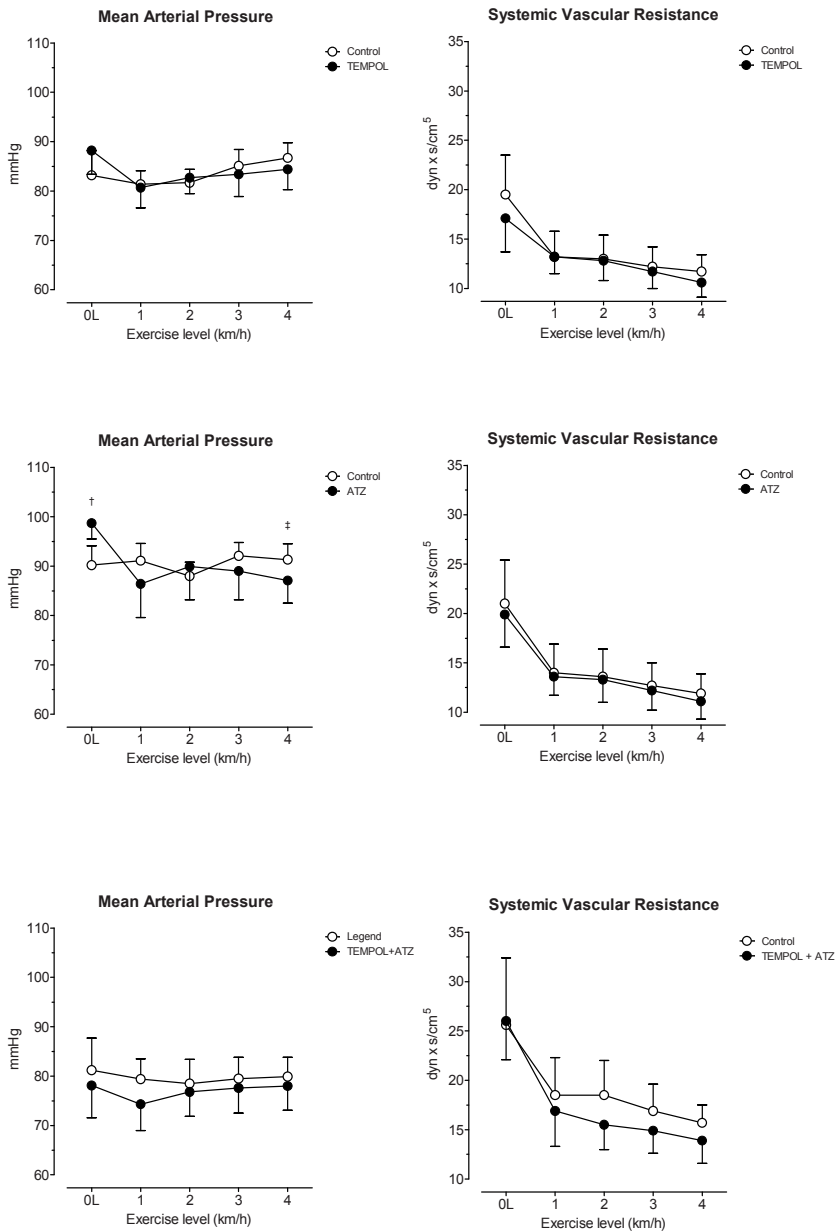 Mean Arterial Pressure
Control
TEMPOL
110
100
90
80
70
60
mmHg
0L 1 2 3 4
Exercise level (km/h)
Systemic Vascular Resistance
Control
TEMPOL
35
30
25
20
15
10
dyn x s/cm⁵
0L 1 2 3 4
Exercise level (km/h)
Mean Arterial Pressure
Control
ATZ
110
100
90
80
70
60
mmHg
†
‡
0L 1 2 3 4
Exercise level (km/h)
Systemic Vascular Resistance
Control
ATZ
35
30
25
20
15
10
dyn x s/cm⁵
0L 1 2 3 4
Exercise level (km/h)
Mean Arterial Pressure
Legend
TEMPOL+ATZ
110
100
90
80
70
60
mmHg
0L 1 2 3 4
Exercise level (km/h)
Systemic Vascular Resistance
Control
TEMPOL + ATZ
35
30
25
20
15
10
dyn x s/cm⁵
0L 1 2 3 4
Exercise level (km/h)